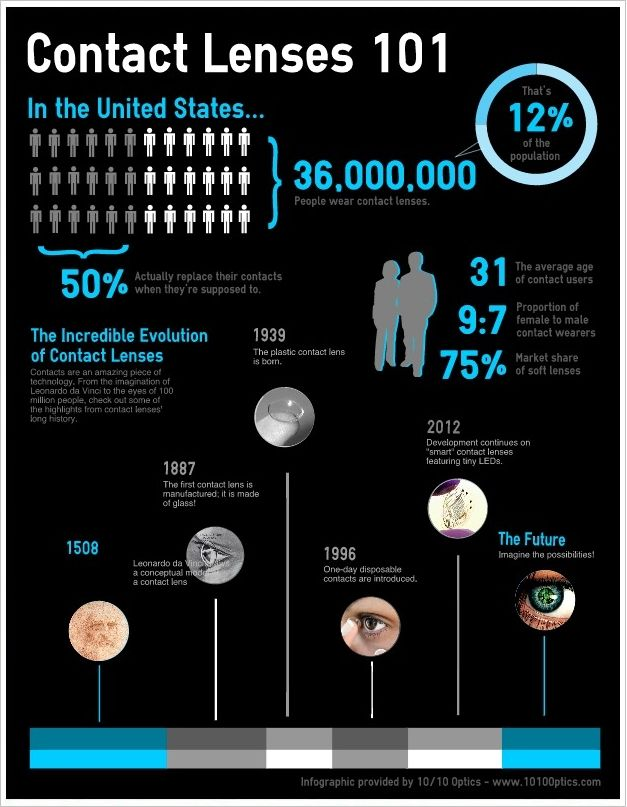 Contact Lenses 101
In the United States...
That's
12%
of the
population
36,000,000
People wear contact lenses.
50%
Actually replace their contacts
when they're supposed to.
31
The average age
of contact users
9:7
Proportion of
female to male
contact wearers
75%
Market share
of soft lenses
The Incredible Evolution
of Contact Lenses
Contacts are an amazing piece of
technology. From the imagination of
Leonardo da Vinci to the eyes of 100
million people, check out some of
the highlights from contact lenses'
long history.
1939
The plastic contact lens
is born.
2012
Development continues on
"smart" contact lenses
featuring tiny LEDs.
1887
The first contact lens is
manufactured; it is made
of glass!
The Future
Imagine the possibilities!
1508
Leonardo da Vinci
a conceptual
a contact lens
1996
One-day disposable
contacts are introduced.
Infographic provided by 10/10 Optics - www.1010Optics.com